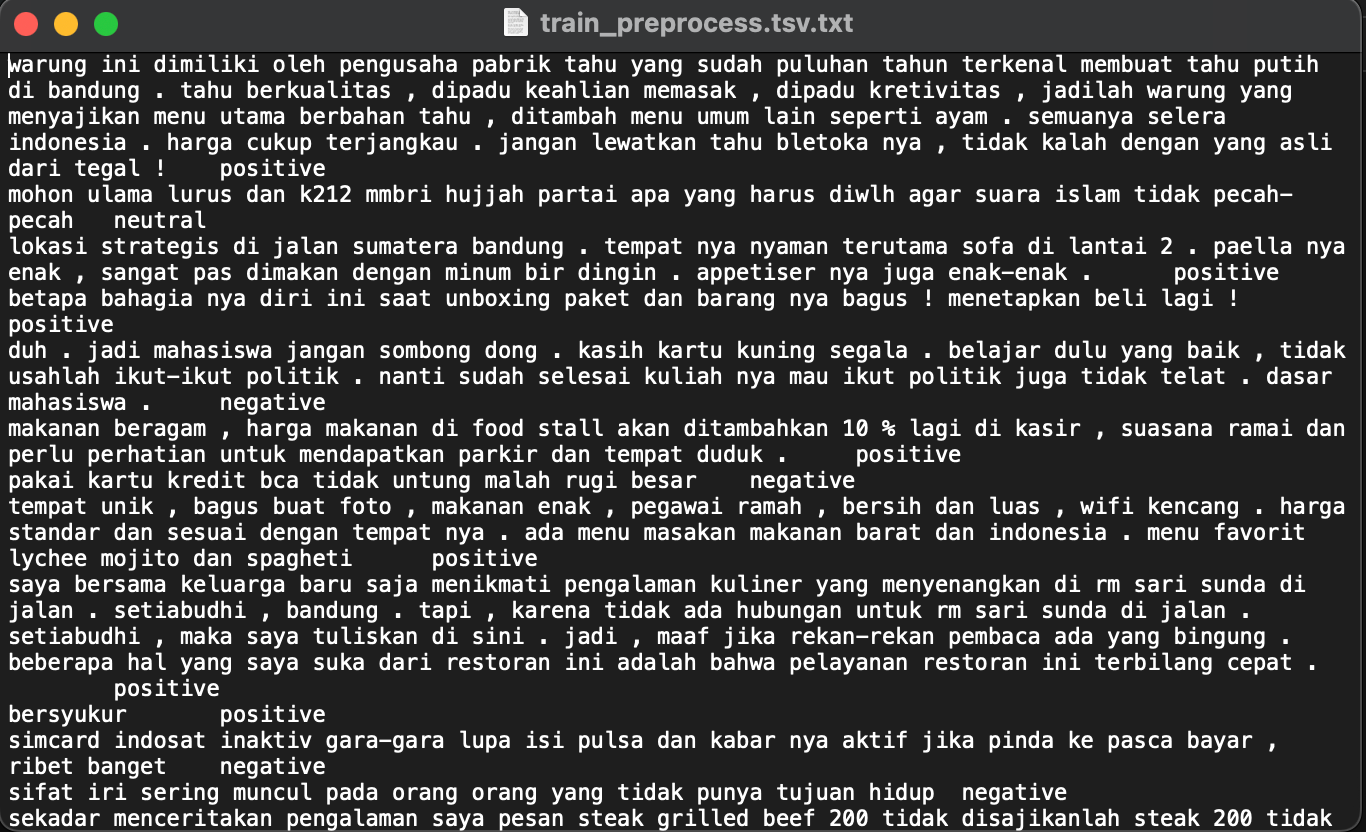 train_preprocess.tsv.txt
warung ini dimiliki oleh pengusaha pabrik tahu yang sudah puluhan tahun terkenal membuat tahu putih
di bandung . tahu berkualitas , dipadu keahlian memasak , dipadu kretivitas , jadilah warung yang
menyajikan menu utama berbahan tahu , ditambah menu umum lain seperti ayam . semuanya selera
indonesia . harga cukup terjangkau . jangan lewatkan tahu bletoka nya , tidak kalah dengan yang asli
dari tegal ! positive
mohon ulama lurus dan k212 mmbri hujjah partai apa yang harus diwlh agar suara islam tidak pecah-
pecah neutral
lokasi strategis di jalan sumatera bandung . tempat nya nyaman terutama sofa di lantai 2 . paella nya
enak , sangat pas dimakan dengan minum bir dingin . appetiser nya juga enak-enak . positive
betapa bahagia nya diri ini saat unboxing paket dan barang nya bagus ! menetapkan beli lagi !
positive
duh . jadi mahasiswa jangan sombong dong . kasih kartu kuning segala . belajar dulu yang baik , tidak
usahlah ikut-ikut politik . nanti sudah selesai kuliah nya mau ikut politik juga tidak telat . dasar
mahasiswa . negative
makanan beragam , harga makanan di food stall akan ditambahkan 10 % lagi di kasir , suasana ramai dan
perlu perhatian untuk mendapatkan parkir dan tempat duduk . positive
pakai kartu kredit bca tidak untung malah rugi besar negative
tempat unik , bagus buat foto , makanan enak , pegawai ramah , bersih dan luas , wifi kencang . harga
standar dan sesuai dengan tempat nya . ada menu masakan makanan barat dan indonesia . menu favorit
lychee mojito dan spagheti positive
saya bersama keluarga baru saja menikmati pengalaman kuliner yang menyenangkan di rm sari sunda di
jalan . setiabudhi , bandung . tapi , karena tidak ada hubungan untuk rm sari sunda di jalan .
setiabudhi , maka saya tuliskan di sini . jadi , maaf jika rekan-rekan pembaca ada yang bingung .
beberapa hal yang saya suka dari restoran ini adalah bahwa pelayanan restoran ini terbilang cepat .
positive
bersyukur positive
simcard indosat inaktiv gara-gara lupa isi pulsa dan kabar nya aktif jika pinda ke pasca bayar ,
ribet banget negative
sifat iri sering muncul pada orang orang yang tidak punya tujuan hidup negative
sekadar menceritakan pengalaman saya pesan steak grilled beef 200 tidak disajikanlah steak 200 tidak